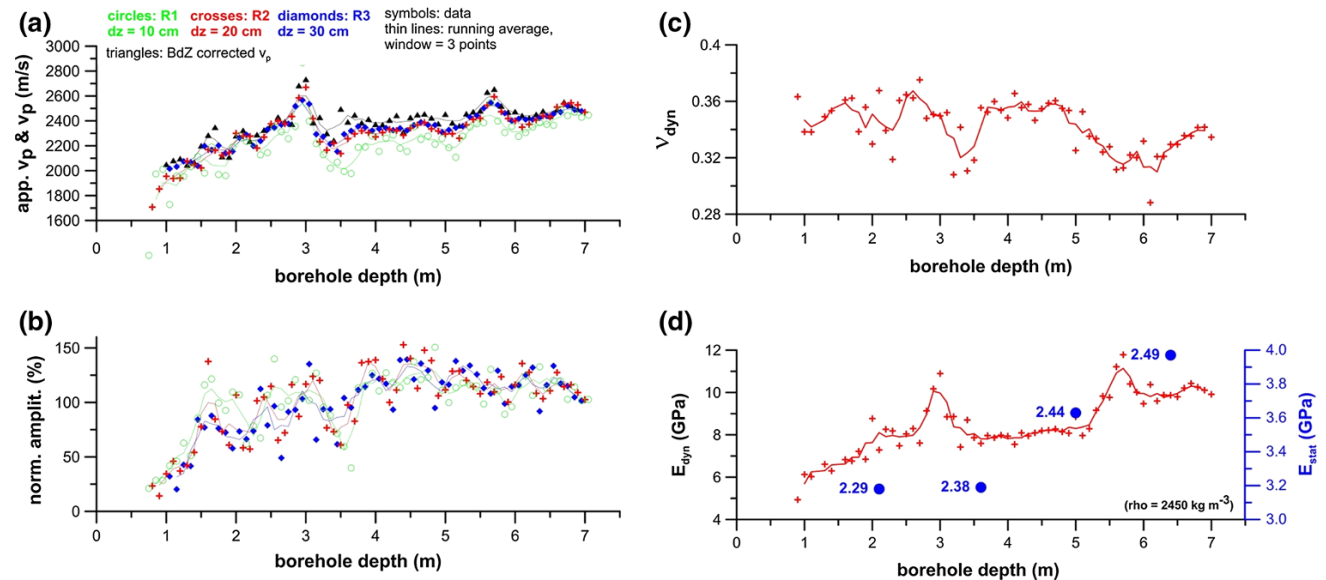 (a)
circles: R1 crosses: R2 diamonds: R3
dz = 10 cm dz = 20 cm dz = 30 cm
symbols: data
thin lines: running average,
window = 3 points
triangles: BdZ corrected vp
app. vp & vp (m/s)
3000
2800
2600
2400
2200
2000
1800
1600
0 1 2 3 4 5 6 7
borehole depth (m)
(b)
norm. amplit. (%)
150
100
50
0
0 1 2 3 4 5 6 7
borehole depth (m)
(c)
νdyn
0.4
0.36
0.32
0.28
0 1 2 3 4 5 6 7
borehole depth (m)
(d)
Edyn (GPa)
12
10
8
6
4
2.29
2.38
2.44
2.49
(rho = 2450 kg m-3)
4.0
3.8
3.6
3.4
3.2
3.0
Estat (GPa)
0 1 2 3 4 5 6 7
borehole depth (m)